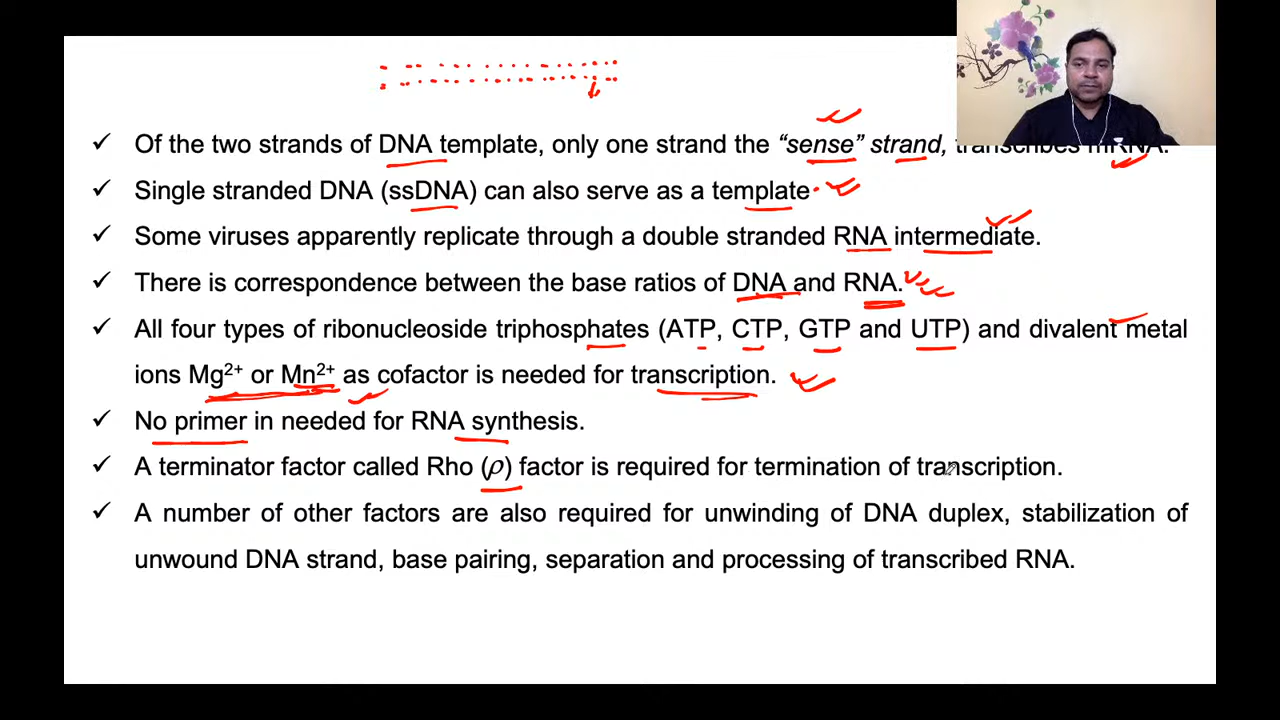 ✓ Of the two strands of DNA template, only one strand the “sense” strand, transcribes mRNA.
✓ Single stranded DNA (ssDNA) can also serve as a template
✓ Some viruses apparently replicate through a double stranded RNA intermediate.
✓ There is correspondence between the base ratios of DNA and RNA.
✓ All four types of ribonucleoside triphosphates (ATP, CTP, GTP and UTP) and divalent metal
ions Mg²⁺ or Mn²⁺ as cofactor is needed for transcription.
✓ No primer in needed for RNA synthesis.
✓ A terminator factor called Rho (ρ) factor is required for termination of transcription.
✓ A number of other factors are also required for unwinding of DNA duplex, stabilization of
unwound DNA strand, base pairing, separation and processing of transcribed RNA.